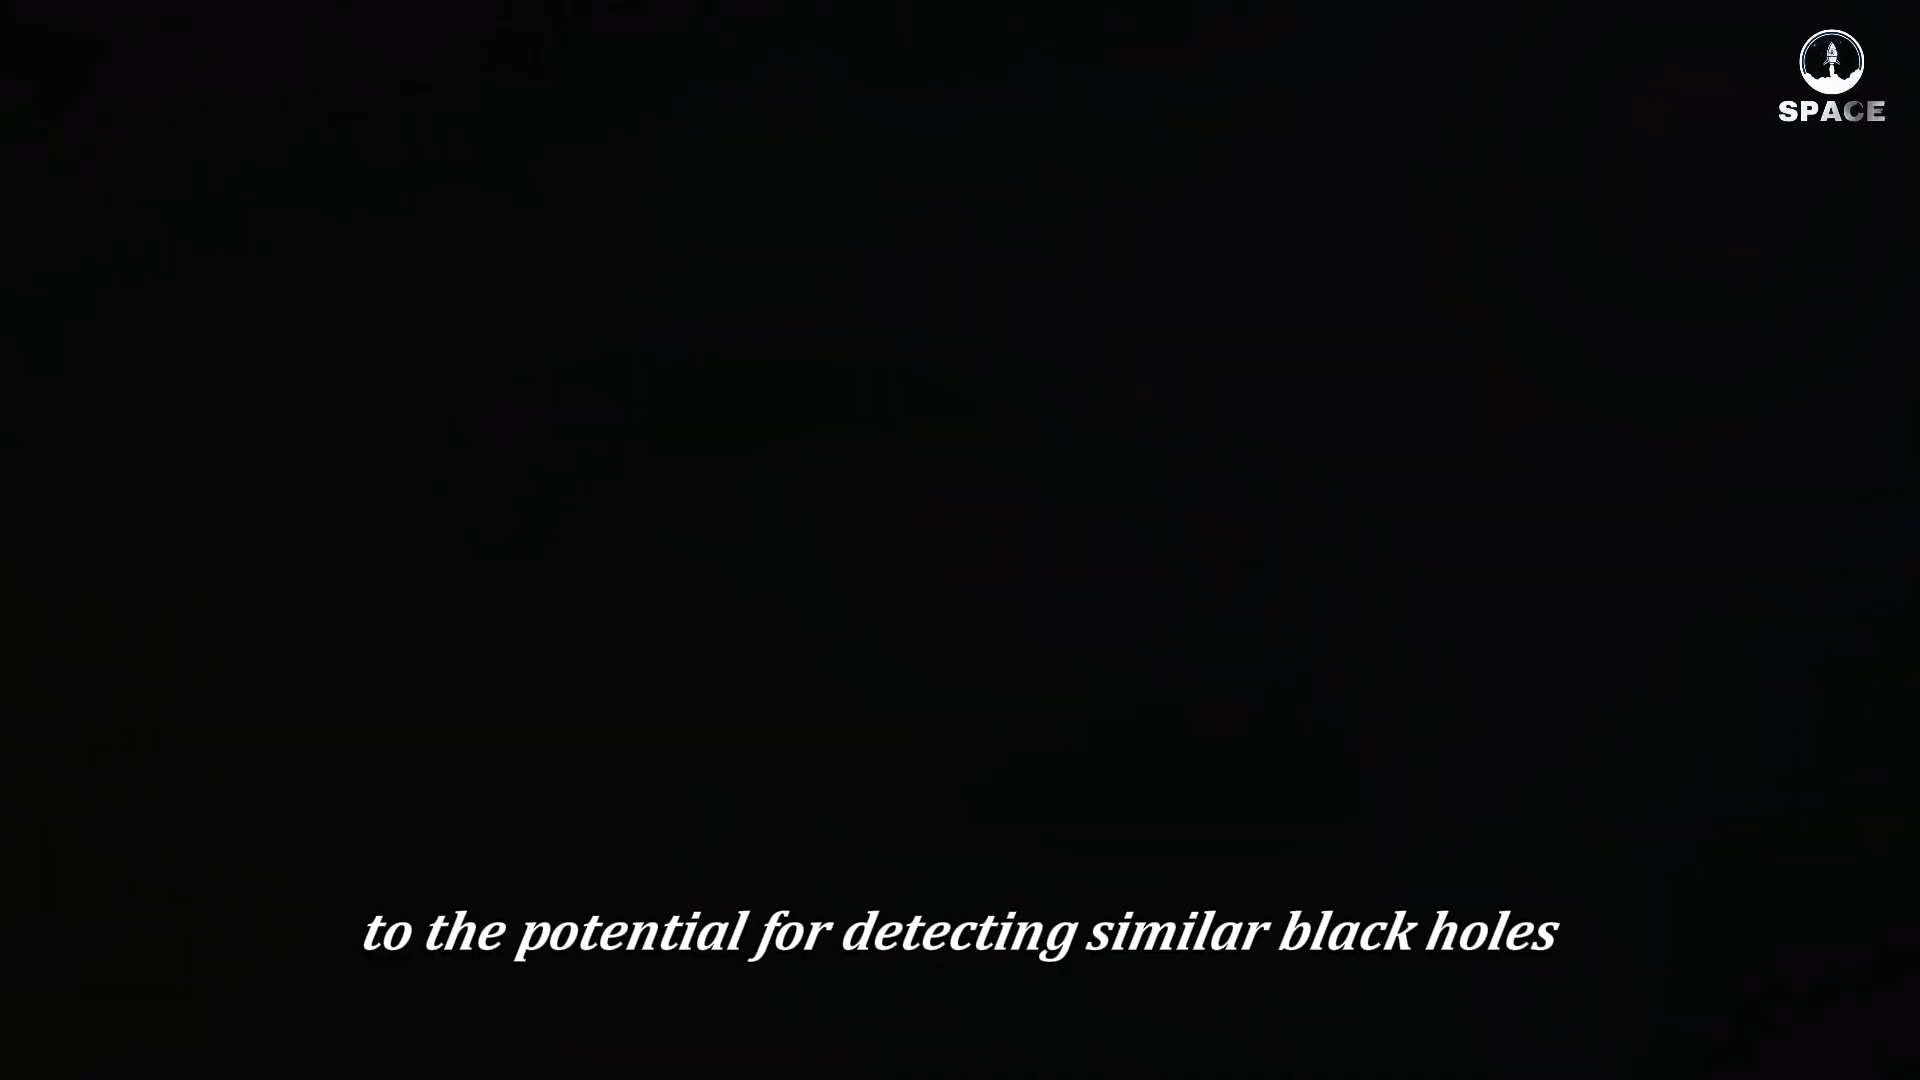 SPACE
to the potential for detecting similar black holes